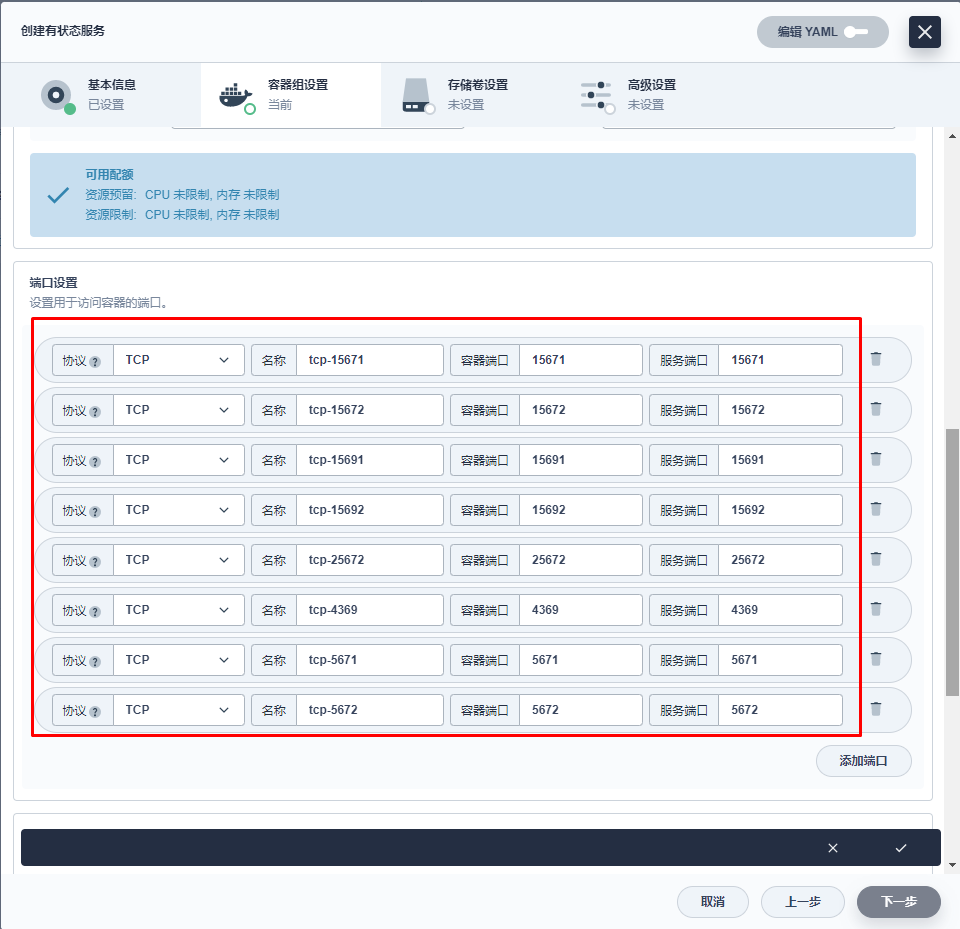 创建有状态服务
编辑 YAML
基本信息
已设置
容器组设置
当前
存储卷设置
未设置
高级设置
未设置
可用配额
资源预留: CPU 未限制, 内存 未限制
资源限制: CPU 未限制, 内存 未限制
端口设置
设置用于访问容器的端口。
协议 ? TCP 名称 tcp-15671 容器端口 15671 服务端口 15671
协议 ? TCP 名称 tcp-15672 容器端口 15672 服务端口 15672
协议 ? TCP 名称 tcp-15691 容器端口 15691 服务端口 15691
协议 ? TCP 名称 tcp-15692 容器端口 15692 服务端口 15692
协议 ? TCP 名称 tcp-25672 容器端口 25672 服务端口 25672
协议 ? TCP 名称 tcp-4369 容器端口 4369 服务端口 4369
协议 ? TCP 名称 tcp-5671 容器端口 5671 服务端口 5671
协议 ? TCP 名称 tcp-5672 容器端口 5672 服务端口 5672
添加端口
取消 上一步 下一步